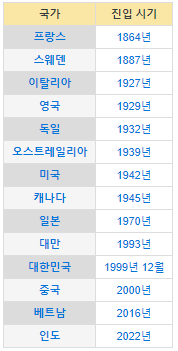 국가 진입 시기
프랑스 1864년
스웨덴 1887년
이탈리아 1927년
영국 1929년
독일 1932년
오스트레일리아 1939년
미국 1942년
캐나다 1945년
일본 1970년
대만 1993년
대한민국 1999년 12월
중국 2000년
베트남 2016년
인도 2022년